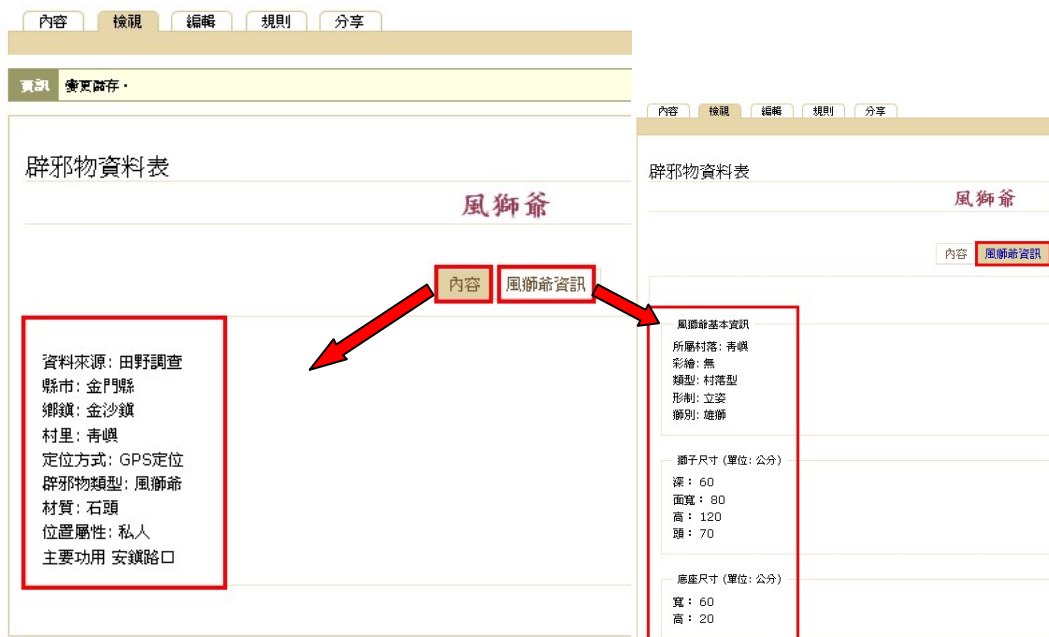 內容 檢視 編輯 規則 分享
資訊 變更儲存。
辟邪物資料表
風獅爺
內容 風獅爺資訊
資料來源: 田野調查
縣市: 金門縣
鄉鎮: 金沙鎮
村里: 青嶼
定位方式: GPS定位
辟邪物類型: 風獅爺
材質: 石頭
位置屬性: 私人
主要功用 安鎮路口
內容 檢視 編輯 規則 分享
辟邪物資料表
風獅爺
內容 風獅爺資訊
風獅爺基本資訊
所屬村落: 青嶼
彩繪: 無
類型: 村落型
形制: 立姿
獅別: 雄獅
獅子尺寸 (單位: 公分)
深: 60
面寬: 80
高: 120
頭: 70
底座尺寸 (單位: 公分)
寬: 60
高: 20